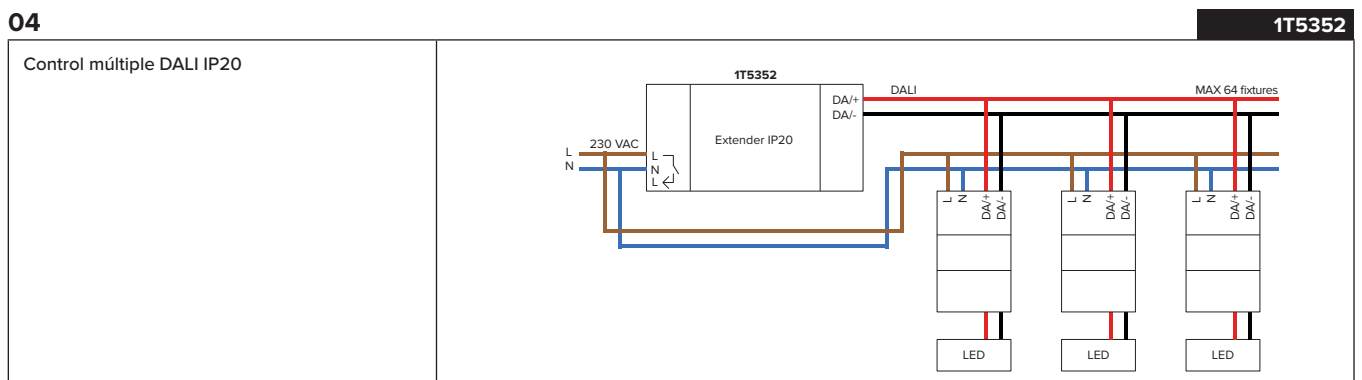 04
1T5352
Control múltiple DALI IP20
1T5352
DA/+
DA/-
DALI
MAX 64 fixtures
Extender IP20
230 VAC
L
N
L
N
L
L
N
DA/+
DA/-
L
N
DA/+
DA/-
L
N
DA/+
DA/-
LED
LED
LED